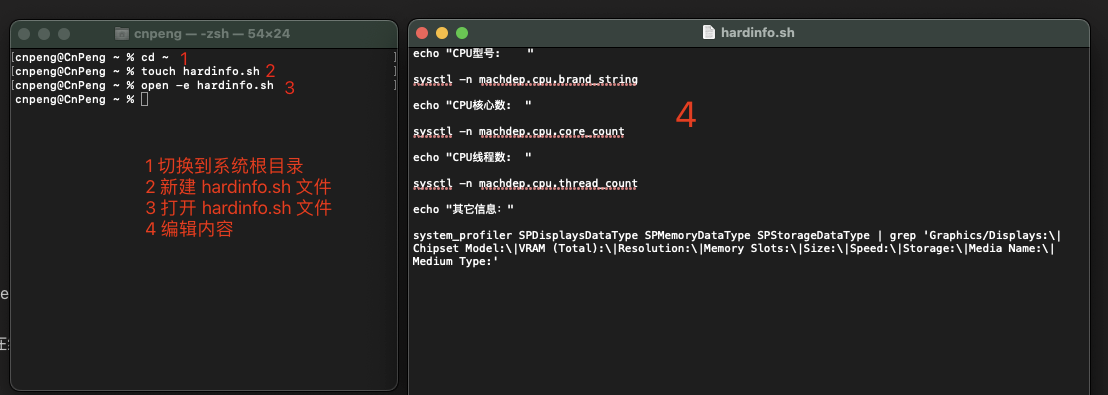 cnpeng — -zsh — 54×24
[cnpeng@CnPeng ~ % cd ~ 1 ]
[cnpeng@CnPeng ~ % touch hardinfo.sh 2 ]
[cnpeng@CnPeng ~ % open -e hardinfo.sh 3 ]
cnpeng@CnPeng ~ %
1 切换到系统根目录
2 新建 hardinfo.sh 文件
3 打开 hardinfo.sh 文件
4 编辑内容
hardinfo.sh
echo "CPU型号:    "
sysctl -n machdep.cpu.brand_string
echo "CPU核心数:  "
4
sysctl -n machdep.cpu.core_count
echo "CPU线程数:  "
sysctl -n machdep.cpu.thread_count
echo "其它信息："
system_profiler SPDisplaysDataType SPMemoryDataType SPStorageDataType | grep 'Graphics/Displays:\|
Chipset Model:\|VRAM (Total):\|Resolution:\|Memory Slots:\|Size:\|Speed:\|Storage:\|Media Name:\|
Medium Type:'